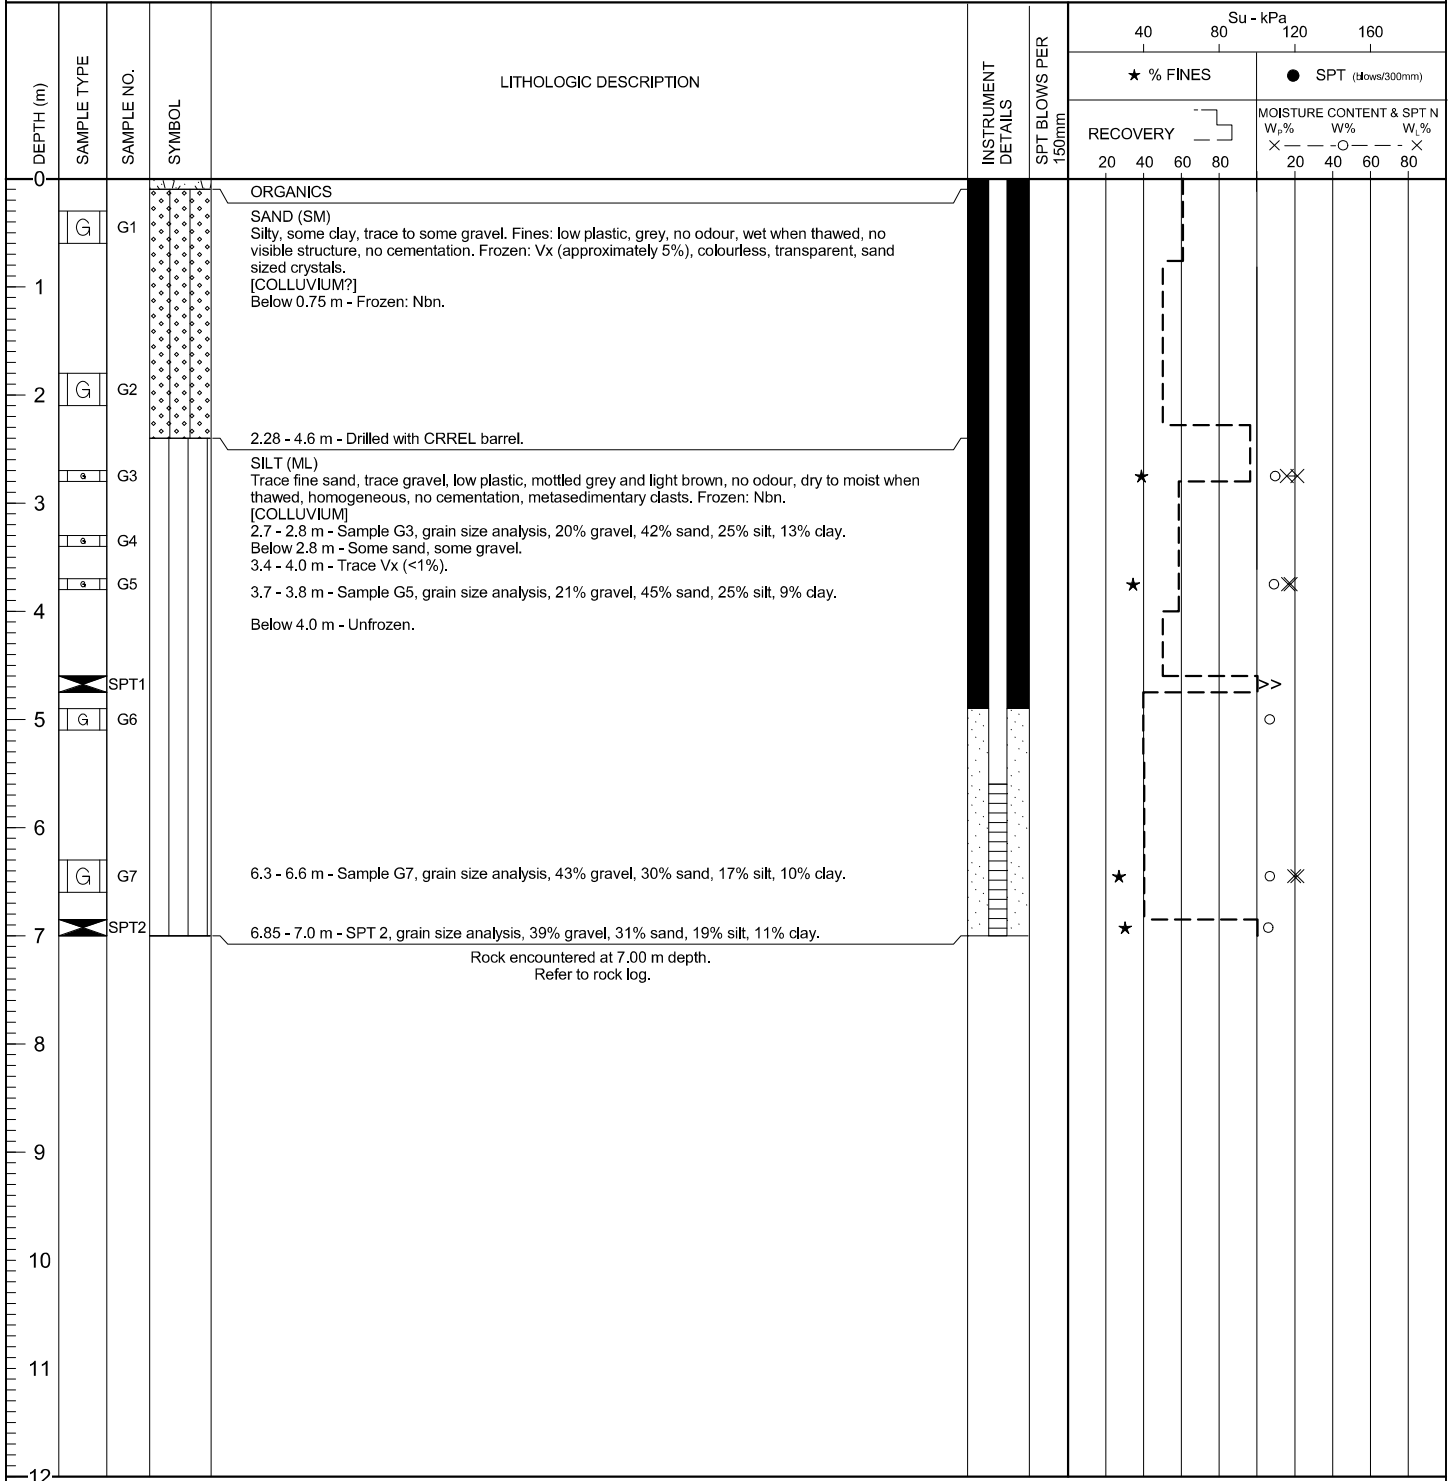 DEPTH (m)
SAMPLE TYPE
SAMPLE NO.
SYMBOL
LITHOLOGIC DESCRIPTION
INSTRUMENT
DETAILS
SPT BLOWS PER
150mm
Su - kPa
40 80 120 160
★ % FINES
● SPT (blows/300mm)
RECOVERY
MOISTURE CONTENT & SPT N
WP% W% WL%
20 40 60 80 20 40 60 80
0
ORGANICS
SAND (SM)
G G1
Silty, some clay, trace to some gravel. Fines: low plastic, grey, no odour, wet when thawed, no
visible structure, no cementation. Frozen: Vx (approximately 5%), colourless, transparent, sand
sized crystals.
[COLLUVIUM?]
1
Below 0.75 m - Frozen: Nbn.
G G2
2
2.28 - 4.6 m - Drilled with CRREL barrel.
SILT (ML)
G G3
Trace fine sand, trace gravel, low plastic, mottled grey and light brown, no odour, dry to moist when
thawed, homogeneous, no cementation, metasedimentary clasts. Frozen: Nbn.
3
[COLLUVIUM]
2.7 - 2.8 m - Sample G3, grain size analysis, 20% gravel, 42% sand, 25% silt, 13% clay.
G G4
Below 2.8 m - Some sand, some gravel.
3.4 - 4.0 m - Trace Vx (<1%).
G G5
3.7 - 3.8 m - Sample G5, grain size analysis, 21% gravel, 45% sand, 25% silt, 9% clay.
4
Below 4.0 m - Unfrozen.
SPT1
>>
5
G G6
6
G G7
6.3 - 6.6 m - Sample G7, grain size analysis, 43% gravel, 30% sand, 17% silt, 10% clay.
SPT2
6.85 - 7.0 m - SPT 2, grain size analysis, 39% gravel, 31% sand, 19% silt, 11% clay.
7
Rock encountered at 7.00 m depth.
Refer to rock log.
8
9
10
11
12